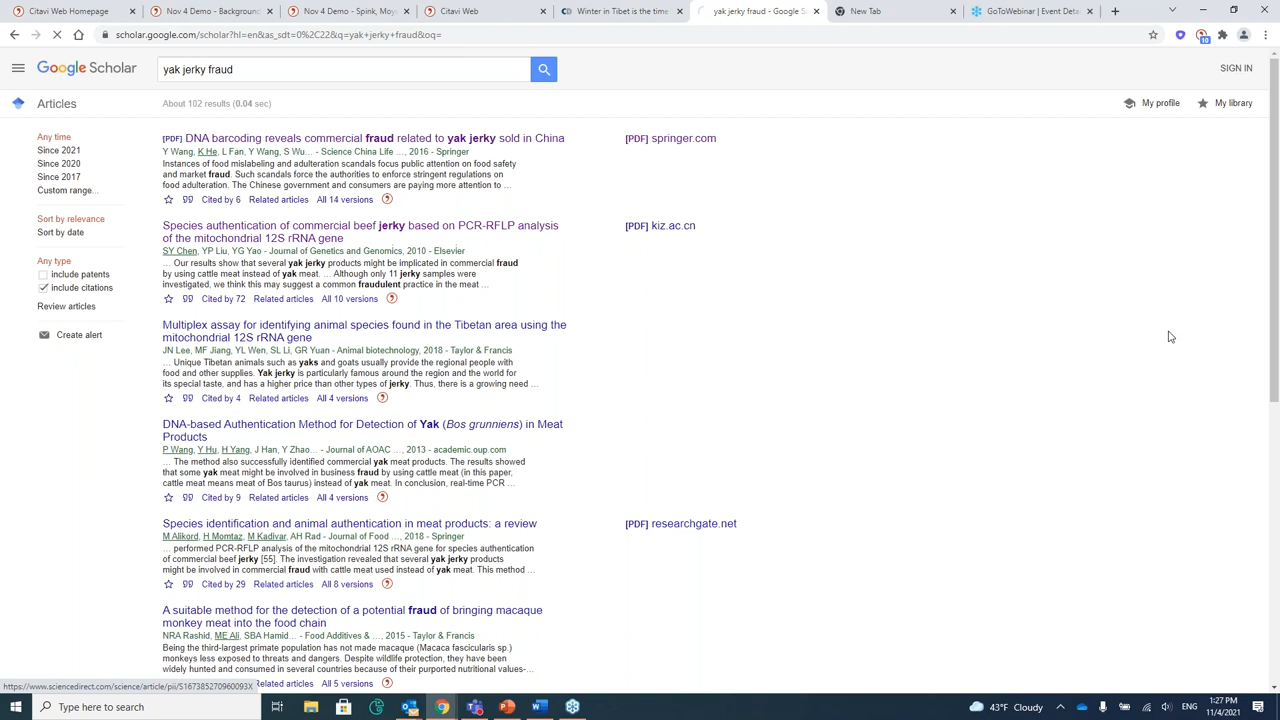 Citavi Web Homepage
Nov 4 Demo - Background
Nov 4 Demo - Spink, Moy
Citavi Web
Winter in Tibet is the time
yak jerky fraud - Google Sc
New Tab
GoToWebinar | Event Deta
scholar.google.com/scholar?hl=en&as_sdt=0%2C22&q=yak+jerky+fraud&oq=
10
Google Scholar
yak jerky fraud
SIGN IN
Articles
About 102 results (0.04 sec)
My profile
My library
Any time
Since 2021
Since 2020
Since 2017
Custom range...
Sort by relevance
Sort by date
Any type
include patents
include citations
Review articles
Create alert
[PDF] DNA barcoding reveals commercial fraud related to yak jerky sold in China
Y Wang, K He, L Fan, Y Wang, S Wu... - Science China Life ..., 2016 - Springer
Instances of food mislabeling and adulteration scandals focus public attention on food safety
and market fraud. Such scandals force the authorities to enforce stringent regulations on
food adulteration. The Chinese government and consumers are paying more attention to ...
Cited by 6 Related articles All 14 versions
[PDF] springer.com
Species authentication of commercial beef jerky based on PCR-RFLP analysis
of the mitochondrial 12S rRNA gene
SY Chen, YP Liu, YG Yao - Journal of Genetics and Genomics, 2010 - Elsevier
... Our results show that several yak jerky products might be implicated in commercial fraud
by using cattle meat instead of yak meat. ... Although only 11 jerky samples were
investigated, we think this may suggest a common fraudulent practice in the meat ...
Cited by 72 Related articles All 10 versions
[PDF] kiz.ac.cn
Multiplex assay for identifying animal species found in the Tibetan area using the
mitochondrial 12S rRNA gene
JN Lee, MF Jiang, YL Wen, SL Li, GR Yuan - Animal biotechnology, 2018 - Taylor & Francis
... Unique Tibetan animals such as yaks and goats usually provide the regional people with
food and other supplies. Yak jerky is particularly famous around the region and the world for
its special taste, and has a higher price than other types of jerky. Thus, there is a growing need ...
Cited by 4 Related articles All 4 versions
DNA-based Authentication Method for Detection of Yak (Bos grunniens) in Meat
Products
P Wang, Y Hu, H Yang, J Han, Y Zhao... - Journal of AOAC ..., 2013 - academic.oup.com
... The method also successfully identified commercial yak meat products. The results showed
that some yak meat might be involved in business fraud by using cattle meat (in this paper,
cattle meat means meat of Bos taurus) instead of yak meat. In conclusion, real-time PCR ...
Cited by 9 Related articles All 4 versions
Species identification and animal authentication in meat products: a review
M Alikord, H Momtaz, M Kadivar, AH Rad - Journal of Food ..., 2018 - Springer
... performed PCR-RFLP analysis of the mitochondrial 12S rRNA gene for species authentication
of commercial beef jerky [55]. The investigation revealed that several yak jerky products
might be involved in commercial fraud with cattle meat used instead of yak meat. This method ...
Cited by 29 Related articles All 8 versions
[PDF] researchgate.net
A suitable method for the detection of a potential fraud of bringing macaque
monkey meat into the food chain
NRA Rashid, ME Ali, SBA Hamid... - Food Additives & ..., 2015 - Taylor & Francis
Being the third-largest primate population has not made macaque (Macaca fascicularis sp.)
monkeys less exposed to threats and dangers. Despite wildlife protection, they have been
widely hunted and consumed in several countries because of their purported nutritional values-...
elated articles All 5 versions
https://www.sciencedirect.com/science/article/pii/S167385270960093X
Type here to search
43°F Cloudy
ENG
1:27 PM
11/4/2021